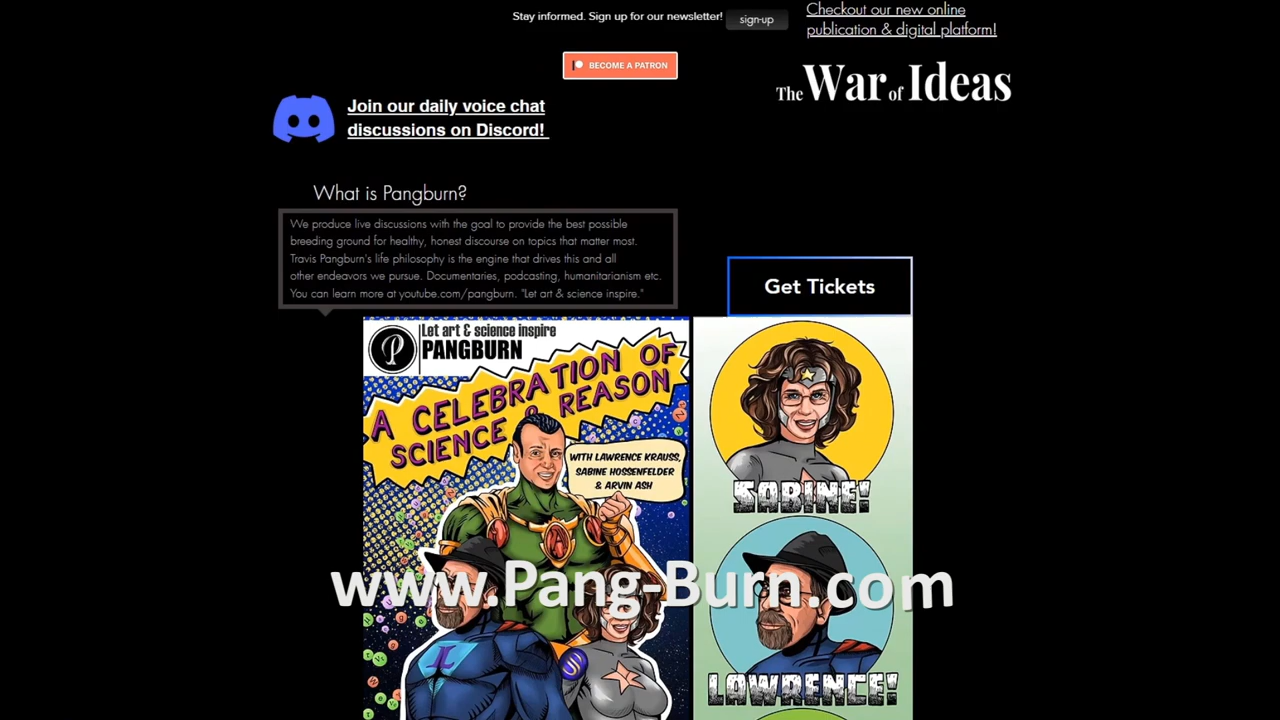 Stay informed. Sign up for our newsletter!
sign-up
Checkout our new online
publication & digital platform!
BECOME A PATRON
The War of Ideas
Join our daily voice chat
discussions on Discord!
What is Pangburn?
We produce live discussions with the goal to provide the best possible
breeding ground for healthy, honest discourse on topics that matter most.
Travis Pangburn's life philosophy is the engine that drives this and all
other endeavors we pursue. Documentaries, podcasting, humanitarianism etc.
You can learn more at youtube.com/pangburn. "Let art & science inspire."
Get Tickets
P
Let art & science inspire
PANGBURN
A CELEBRATION OF
SCIENCE & REASON
WITH LAWRENCE KRAUSS,
SABINE HOSSENFELDER
& ARVIN ASH
A
L
S
SABINE!
www.Pang-Burn.com
LAWRENCE!